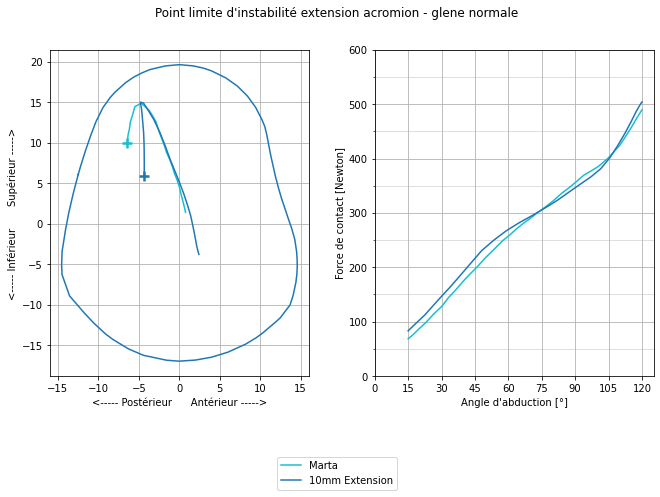 Point limite d'instabilité extension acromion - glene normale
<----- Inférieur      Supérieur ----->
20
15
10
5
0
−5
−10
−15
−15 −10 −5 0 5 10 15
<----- Postérieur      Antérieur ----->
Force de contact [Newton]
600
500
400
300
200
100
0
0 15 30 45 60 75 90 105 120
Angle d'abduction [°]
Marta
10mm Extension